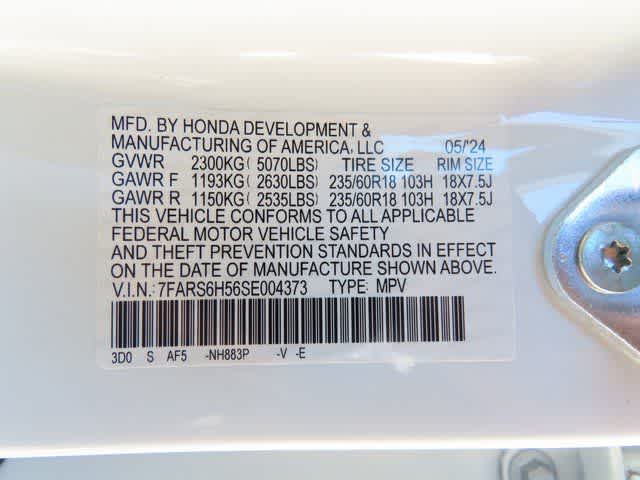 MFD. BY HONDA DEVELOPMENT &
MANUFACTURING OF AMERICA, LLC 05/'24
GVWR 2300KG( 5070LBS) TIRE SIZE RIM SIZE
GAWR F 1193KG( 2630LBS) 235/60R18 103H 18X7.5J
GAWR R 1150KG( 2535LBS) 235/60R18 103H 18X7.5J
THIS VEHICLE CONFORMS TO ALL APPLICABLE
FEDERAL MOTOR VEHICLE SAFETY
AND THEFT PREVENTION STANDARDS IN EFFECT
ON THE DATE OF MANUFACTURE SHOWN ABOVE.
V.I.N.: 7FARS6H56SE004373 TYPE: MPV
3D0 S AF5 -NH883P -V -E